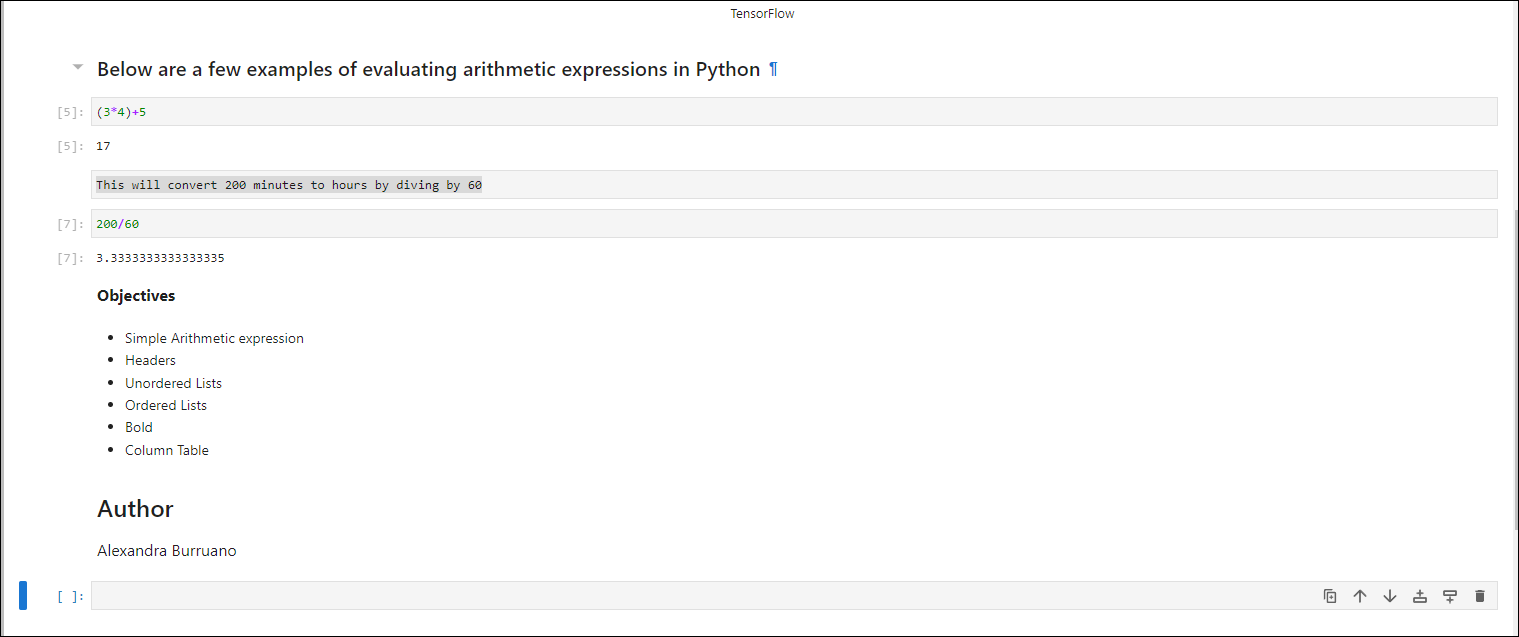 TensorFlow
Below are a few examples of evaluating arithmetic expressions in Python ¶
[5]: (3*4)+5
[5]: 17
This will convert 200 minutes to hours by diving by 60
[7]: 200/60
[7]: 3.3333333333333335
Objectives
• Simple Arithmetic expression
• Headers
• Unordered Lists
• Ordered Lists
• Bold
• Column Table
Author
Alexandra Burruano
[ ]: